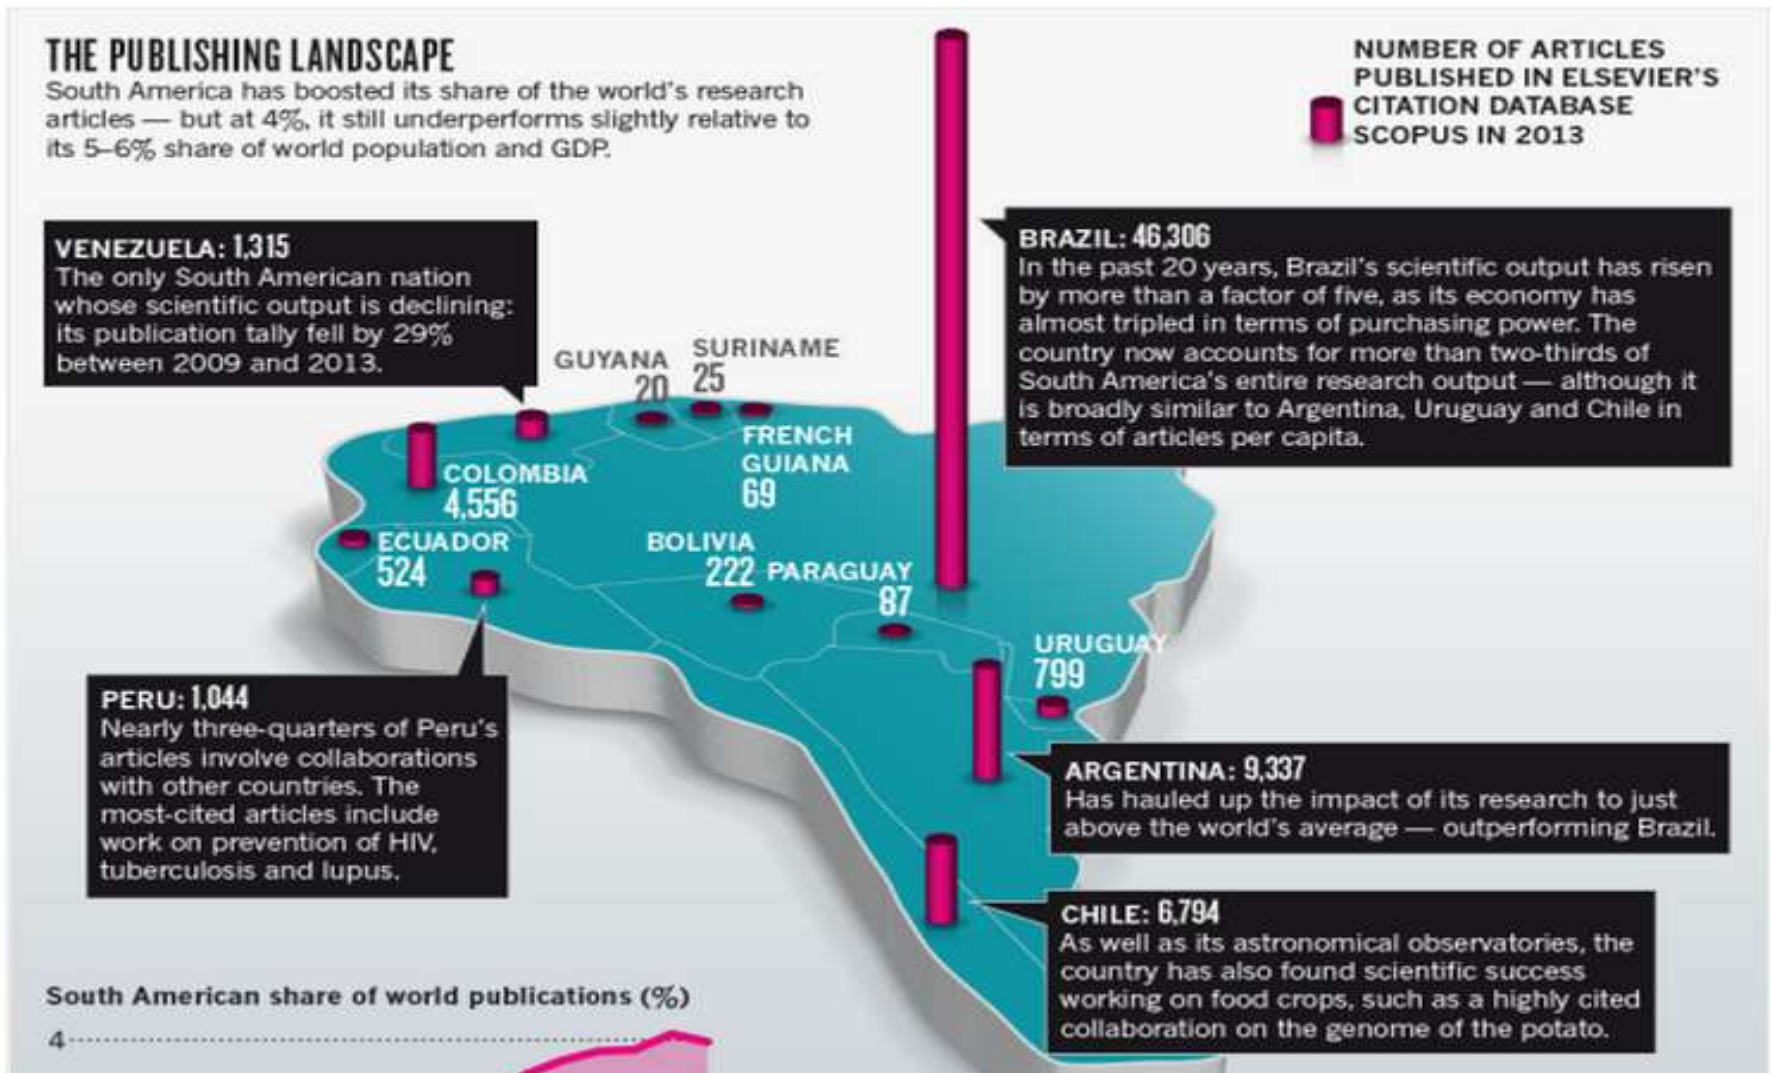 THE PUBLISHING LANDSCAPE
South America has boosted its share of the world's research
articles — but at 4%, it still underperforms slightly relative to
its 5–6% share of world population and GDP.
NUMBER OF ARTICLES
PUBLISHED IN ELSEVIER'S
CITATION DATABASE
SCOPUS IN 2013
VENEZUELA: 1,315
The only South American nation
whose scientific output is declining:
its publication tally fell by 29%
between 2009 and 2013.
BRAZIL: 46,306
In the past 20 years, Brazil's scientific output has risen
by more than a factor of five, as its economy has
almost tripled in terms of purchasing power. The
country now accounts for more than two-thirds of
South America's entire research output — although it
is broadly similar to Argentina, Uruguay and Chile in
terms of articles per capita.
GUYANA
20
SURINAME
25
FRENCH
GUIANA
69
COLOMBIA
4,556
ECUADOR
524
BOLIVIA
222
PARAGUAY
87
URUGUAY
799
PERU: 1,044
Nearly three-quarters of Peru's
articles involve collaborations
with other countries. The
most-cited articles include
work on prevention of HIV,
tuberculosis and lupus.
ARGENTINA: 9,337
Has hauled up the impact of its research to just
above the world's average — outperforming Brazil.
CHILE: 6,794
As well as its astronomical observatories, the
country has also found scientific success
working on food crops, such as a highly cited
collaboration on the genome of the potato.
South American share of world publications (%)
4